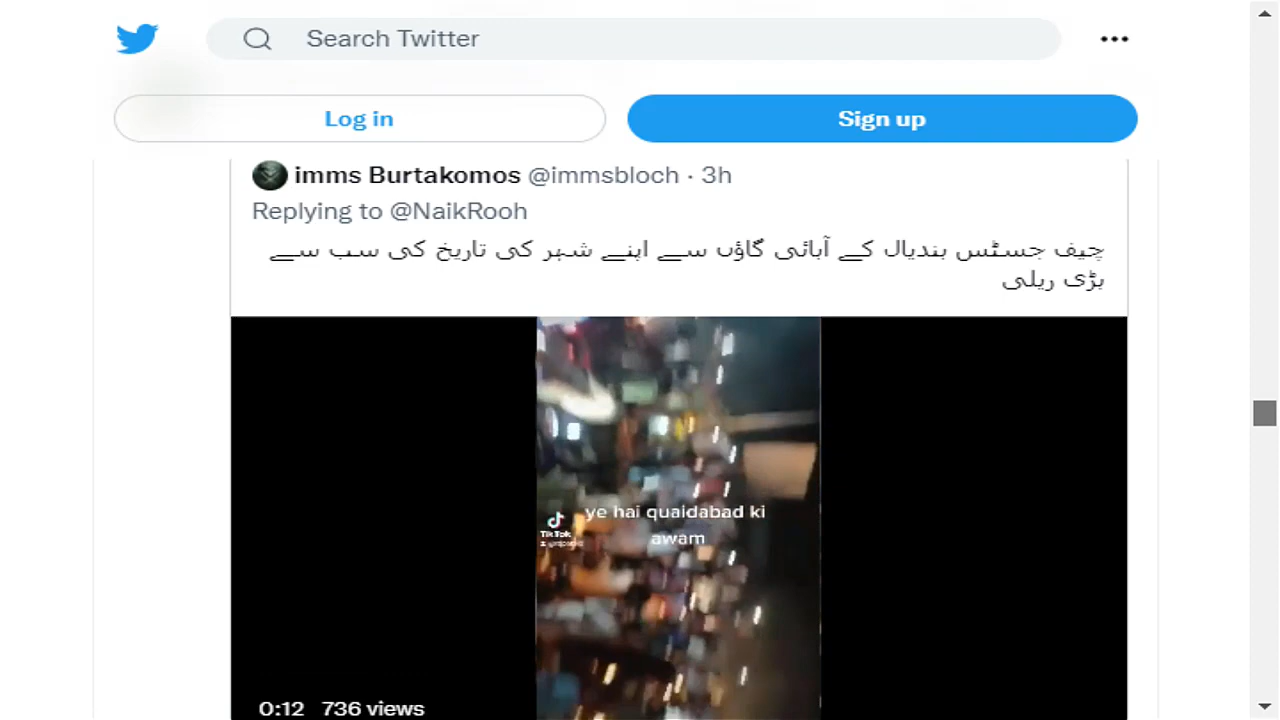 Search Twitter
Log in
Sign up
imms Burtakomos @immsbloch · 3h
Replying to @NaikRooh
چیف جسٹس بندیال کے آبائی گاؤں سے اپنے شہر کی تاریخ کی سب سے
بڑی ریلی
ye hai quaidabad ki
awam
TikTok
0:12 736 views